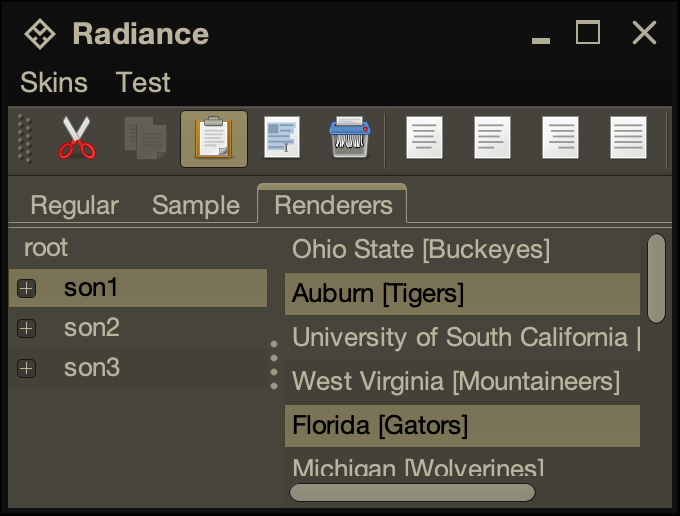 Radiance
Skins Test
Regular Sample Renderers
root
son1
son2
son3
Ohio State [Buckeyes]
Auburn [Tigers]
University of South California [
West Virginia [Mountaineers]
Florida [Gators]
Michigan [Wolverines]